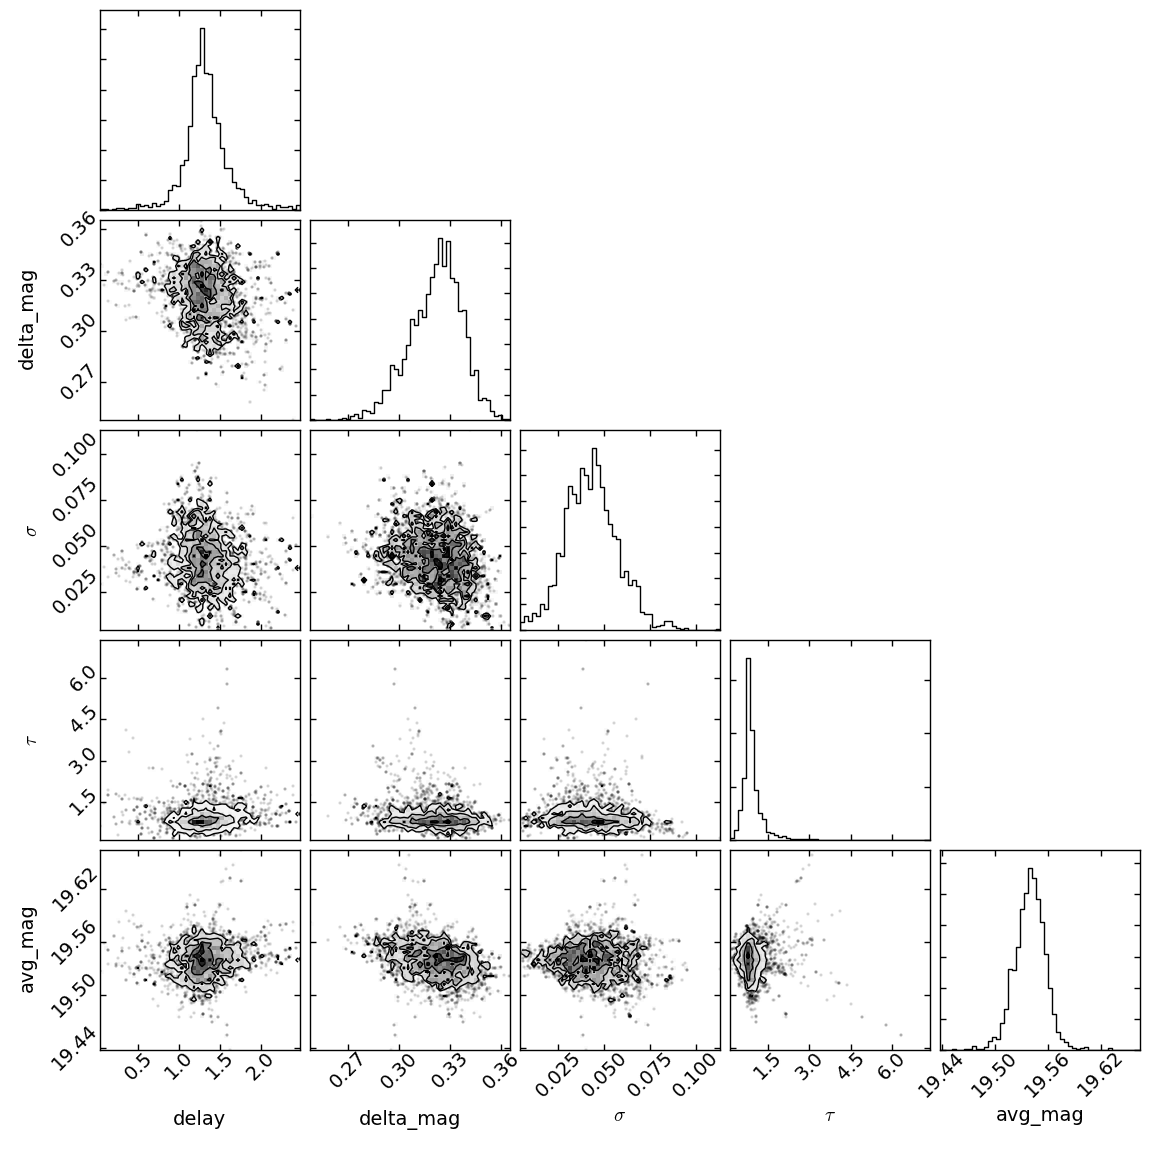 0.36
0.33
0.30
0.27
delta_mag
0.100
0.075
0.050
0.025
σ
6.0
4.5
3.0
1.5
τ
19.62
19.56
19.50
19.44
avg_mag
0.5 1.0 1.5 2.0
0.27 0.30 0.33 0.36
0.025 0.050 0.075 0.100
1.5 3.0 4.5 6.0
19.44 19.50 19.56 19.62
delay delta_mag σ τ avg_mag